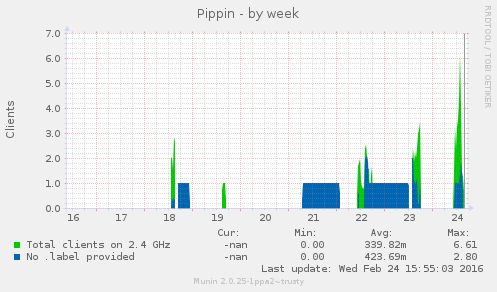 Pippin - by week
RRDTOOL / TOBI OETIKER
Clients
7.0
6.0
5.0
4.0
3.0
2.0
1.0
0.0
16 17 18 19 20 21 22 23 24
Cur: Min: Avg: Max:
Total clients on 2.4 GHz -nan 0.00 339.82m 6.61
No .label provided -nan 0.00 423.69m 2.80
Last update: Wed Feb 24 15:55:03 2016
Munin 2.0.25-1ppa2~trusty